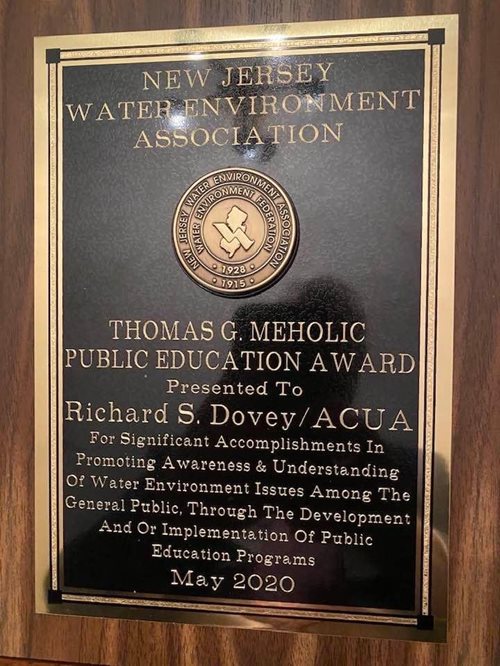 NEW JERSEY
WATER ENVIRONMENT
ASSOCIATION
NEW JERSEY WATER ENVIRONMENT ASSOCIATION
WATER ENVIRONMENT FEDERATION
• 1928 •
• 1915 •
THOMAS G. MEHOLIC
PUBLIC EDUCATION AWARD
Presented To
Richard S. Dovey/ACUA
For Significant Accomplishments In
Promoting Awareness & Understanding
Of Water Environment Issues Among The
General Public, Through The Development
And Or Implementation Of Public
Education Programs
May 2020